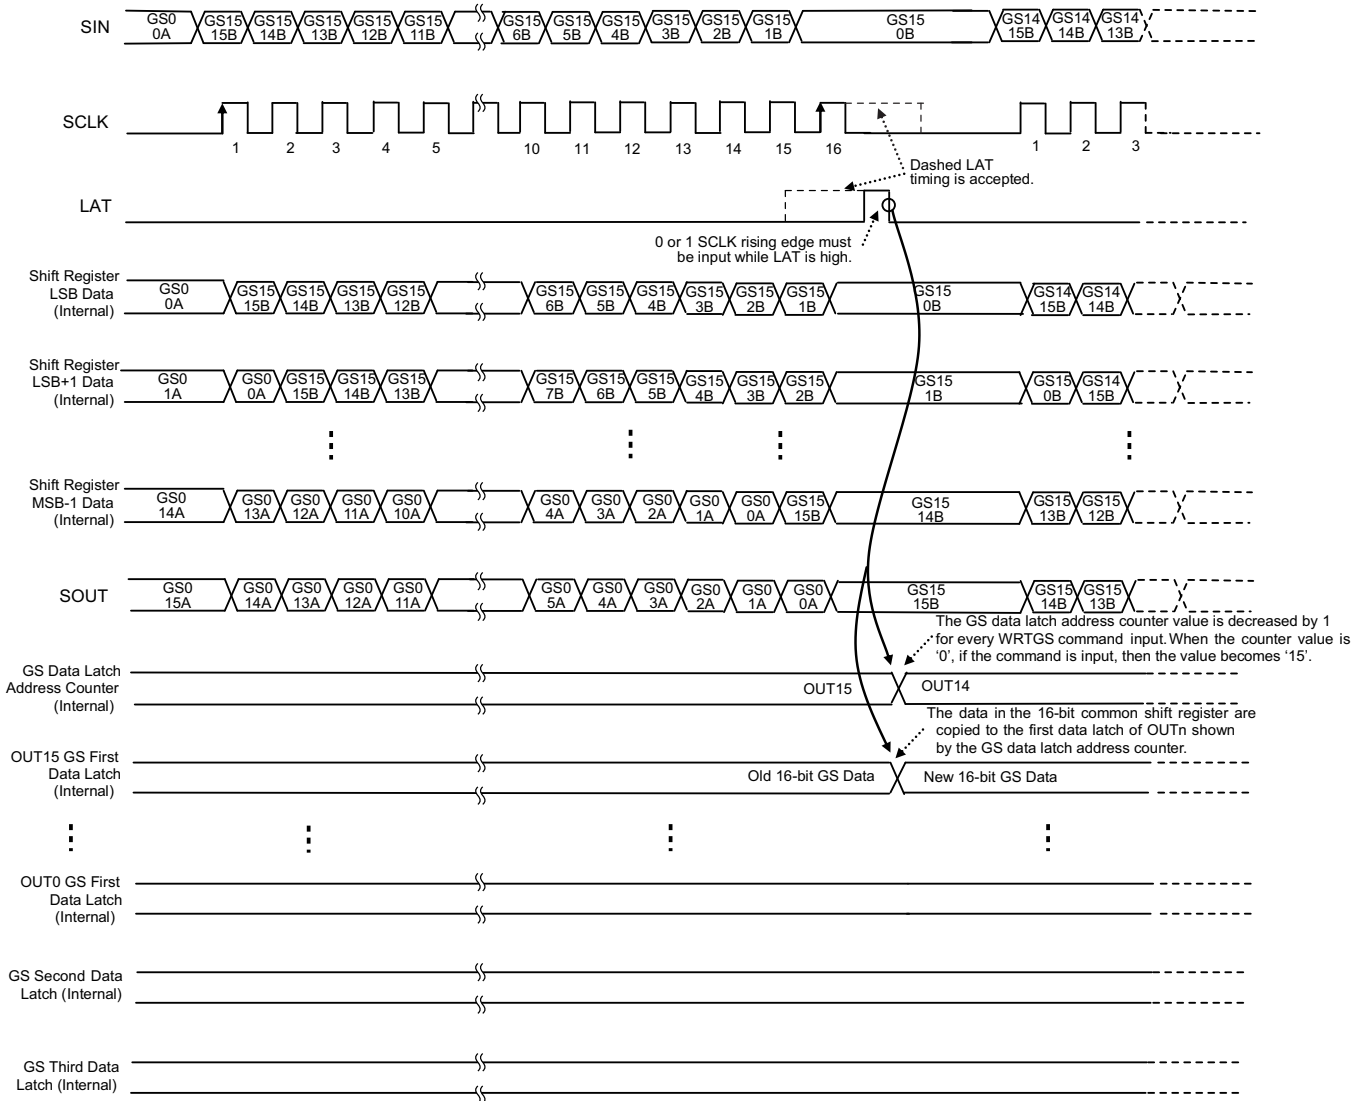 SIN
GS0 GS15 GS15 GS15 GS15 GS15 GS15 GS15 GS15 GS15 GS15 GS15 GS15 GS14 GS14 GS14
0A 15B 14B 13B 12B 11B 6B 5B 4B 3B 2B 1B 0B 15B 14B 13B
SCLK
1 2 3 4 5 10 11 12 13 14 15 16 1 2 3
Dashed LAT
timing is accepted.
LAT
0 or 1 SCLK rising edge must
be input while LAT is high.
Shift Register
LSB Data
(Internal)
GS0 GS15 GS15 GS15 GS15 GS15 GS15 GS15 GS15 GS15 GS15 GS15 GS14 GS14
0A 15B 14B 13B 12B 6B 5B 4B 3B 2B 1B 0B 15B 14B
Shift Register
LSB+1 Data
(Internal)
GS0 GS0 GS15 GS15 GS15 GS15 GS15 GS15 GS15 GS15 GS15 GS15 GS15 GS14
1A 0A 15B 14B 13B 7B 6B 5B 4B 3B 2B 1B 0B 15B
Shift Register
MSB-1 Data
(Internal)
GS0 GS0 GS0 GS0 GS0 GS0 GS0 GS0 GS0 GS0 GS15 GS15 GS15 GS15
14A 13A 12A 11A 10A 4A 3A 2A 1A 0A 15B 14B 13B 12B
SOUT
GS0 GS0 GS0 GS0 GS0 GS0 GS0 GS0 GS0 GS0 GS0 GS15 GS15 GS15
15A 14A 13A 12A 11A 5A 4A 3A 2A 1A 0A 15B 14B 13B
The GS data latch address counter value is decreased by 1
for every WRTGS command input. When the counter value is
‘0’, if the command is input, then the value becomes ‘15’.
GS Data Latch
Address Counter
(Internal)
OUT15 OUT14
The data in the 16-bit common shift register are
copied to the first data latch of OUTn shown
by the GS data latch address counter.
OUT15 GS First
Data Latch
(Internal)
Old 16-bit GS Data New 16-bit GS Data
OUT0 GS First
Data Latch
(Internal)
GS Second Data
Latch (Internal)
GS Third Data
Latch (Internal)